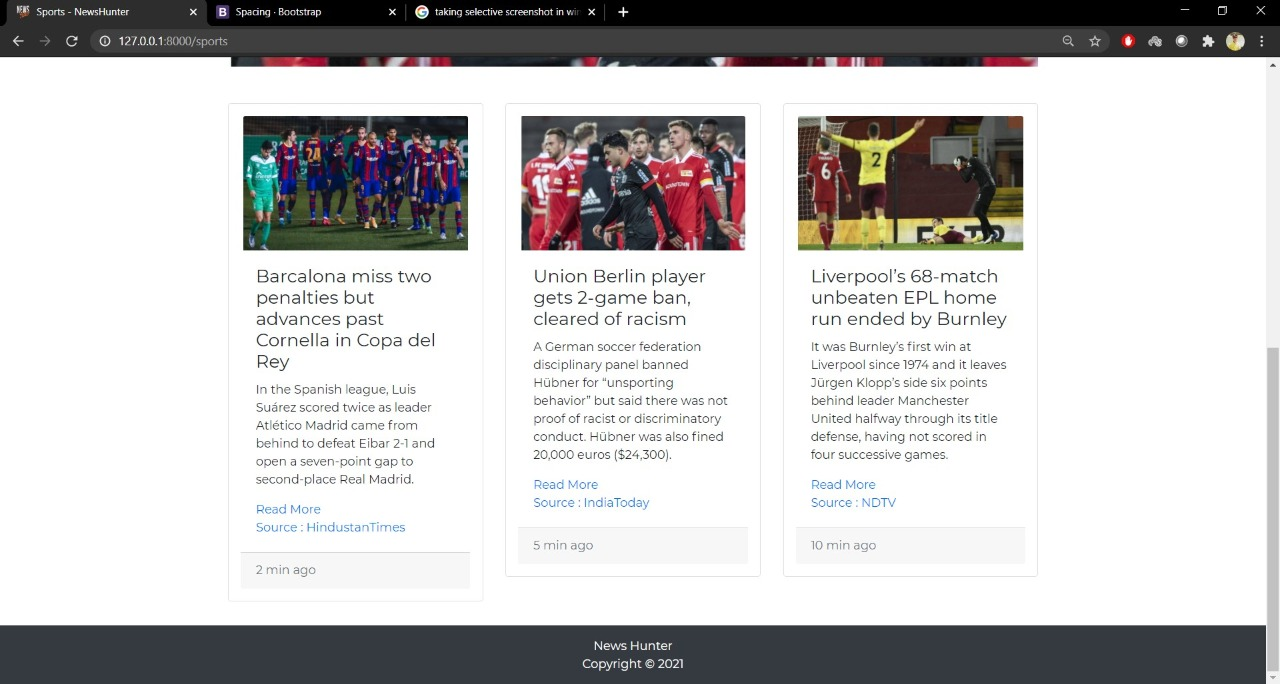 Sports - NewsHunter
Spacing · Bootstrap
taking selective screenshot in win
127.0.0.1:8000/sports
24
Barcalona miss two
penalties but
advances past
Cornella in Copa del
Rey
In the Spanish league, Luis
Suárez scored twice as leader
Atlético Madrid came from
behind to defeat Eibar 2-1 and
open a seven-point gap to
second-place Real Madrid.
Read More
Source : HindustanTimes
2 min ago
Union Berlin player
gets 2-game ban,
cleared of racism
A German soccer federation
disciplinary panel banned
Hübner for “unsporting
behavior” but said there was not
proof of racist or discriminatory
conduct. Hübner was also fined
20,000 euros ($24,300).
Read More
Source : IndiaToday
5 min ago
6
2
Liverpool’s 68-match
unbeaten EPL home
run ended by Burnley
It was Burnley’s first win at
Liverpool since 1974 and it leaves
Jürgen Klopp’s side six points
behind leader Manchester
United halfway through its title
defense, having not scored in
four successive games.
Read More
Source : NDTV
10 min ago
News Hunter
Copyright © 2021